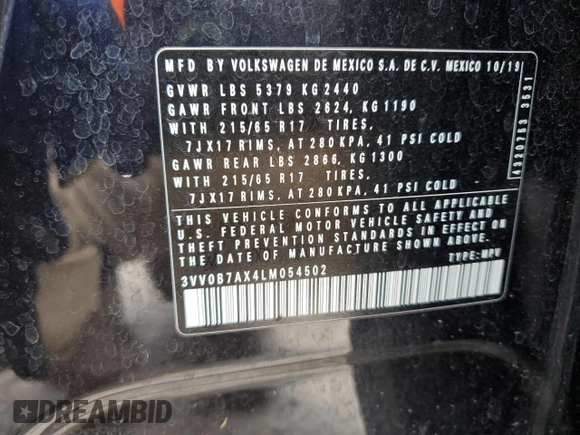 MFD BY VOLKSWAGEN DE MEXICO S.A. DE C.V. MEXICO 10/19
GVWR LBS 5379 KG 2440
GAWR FRONT LBS 2624, KG 1190
WITH 215/65 R17 TIRES,
7JX17 RIMS, AT 280 KPA, 41 PSI COLD
GAWR REAR LBS 2866, KG 1300
WITH 215/65 R17 TIRES,
7JX17 RIMS, AT 280 KPA, 41 PSI COLD
THIS VEHICLE CONFORMS TO ALL APPLICABLE
U.S. FEDERAL MOTOR VEHICLE SAFETY AND
THEFT PREVENTION STANDARDS IN EFFECT ON
THE DATE OF MANUFACTURE SHOWN ABOVE
TYPE:MPV
3VV0B7AX4LM054502
4320753 3531
DREAMBID